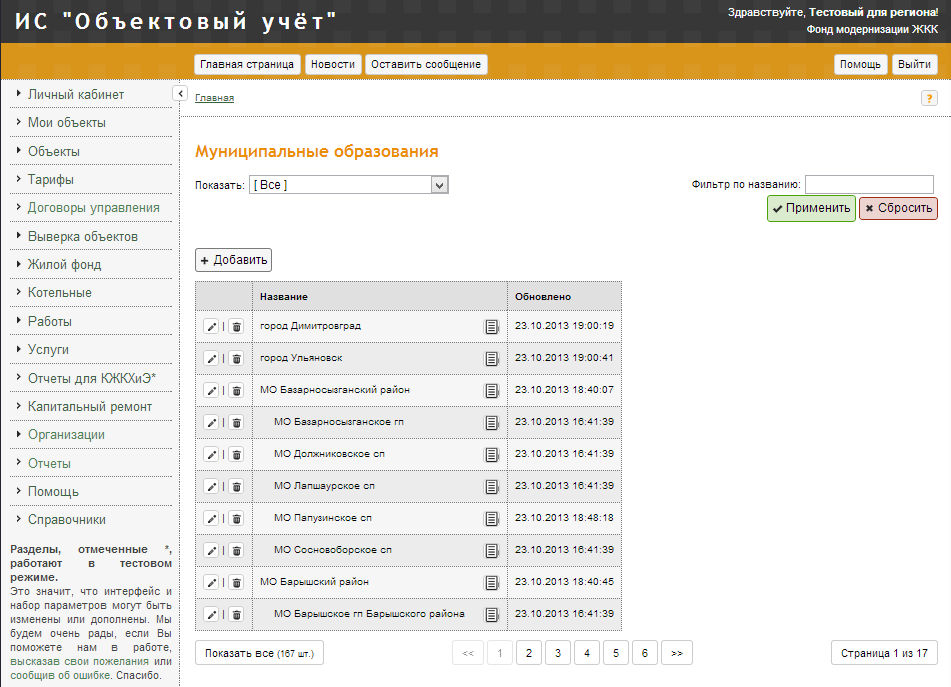 ИС "Объектовый учёт"
Здравствуйте, Тестовый для региона!
Фонд модернизации ЖКК
Главная страница Новости Оставить сообщение Помощь Выйти
Личный кабинет
Мои объекты
Объекты
Тарифы
Договоры управления
Выверка объектов
Жилой фонд
Котельные
Работы
Услуги
Отчеты для КЖКХиЭ*
Капитальный ремонт
Организации
Отчеты
Помощь
Справочники
Разделы, отмеченные *,
работают в тестовом
режиме.
Это значит, что интерфейс и
набор параметров могут быть
изменены или дополнены. Мы
будем очень рады, если Вы
поможете нам в работе,
высказав свои пожелания или
сообщив об ошибке. Спасибо.
Главная ?
Муниципальные образования
Показать: [ Все ] Фильтр по названию:
Применить Сбросить
+ Добавить
Название Обновлено
город Димитровград 23.10.2013 19:00:19
город Ульяновск 23.10.2013 19:00:41
МО Базарносызганский район 23.10.2013 18:40:07
МО Базарносызганское гп 23.10.2013 16:41:39
МО Должниковское сп 23.10.2013 16:41:39
МО Лапшаурское сп 23.10.2013 16:41:39
МО Папузинское сп 23.10.2013 18:48:18
МО Сосновоборское сп 23.10.2013 16:41:39
МО Барышский район 23.10.2013 18:40:45
МО Барышское гп Барышского района 23.10.2013 16:41:39
Показать все (167 шт.) << 1 2 3 4 5 6 >> Страница 1 из 17